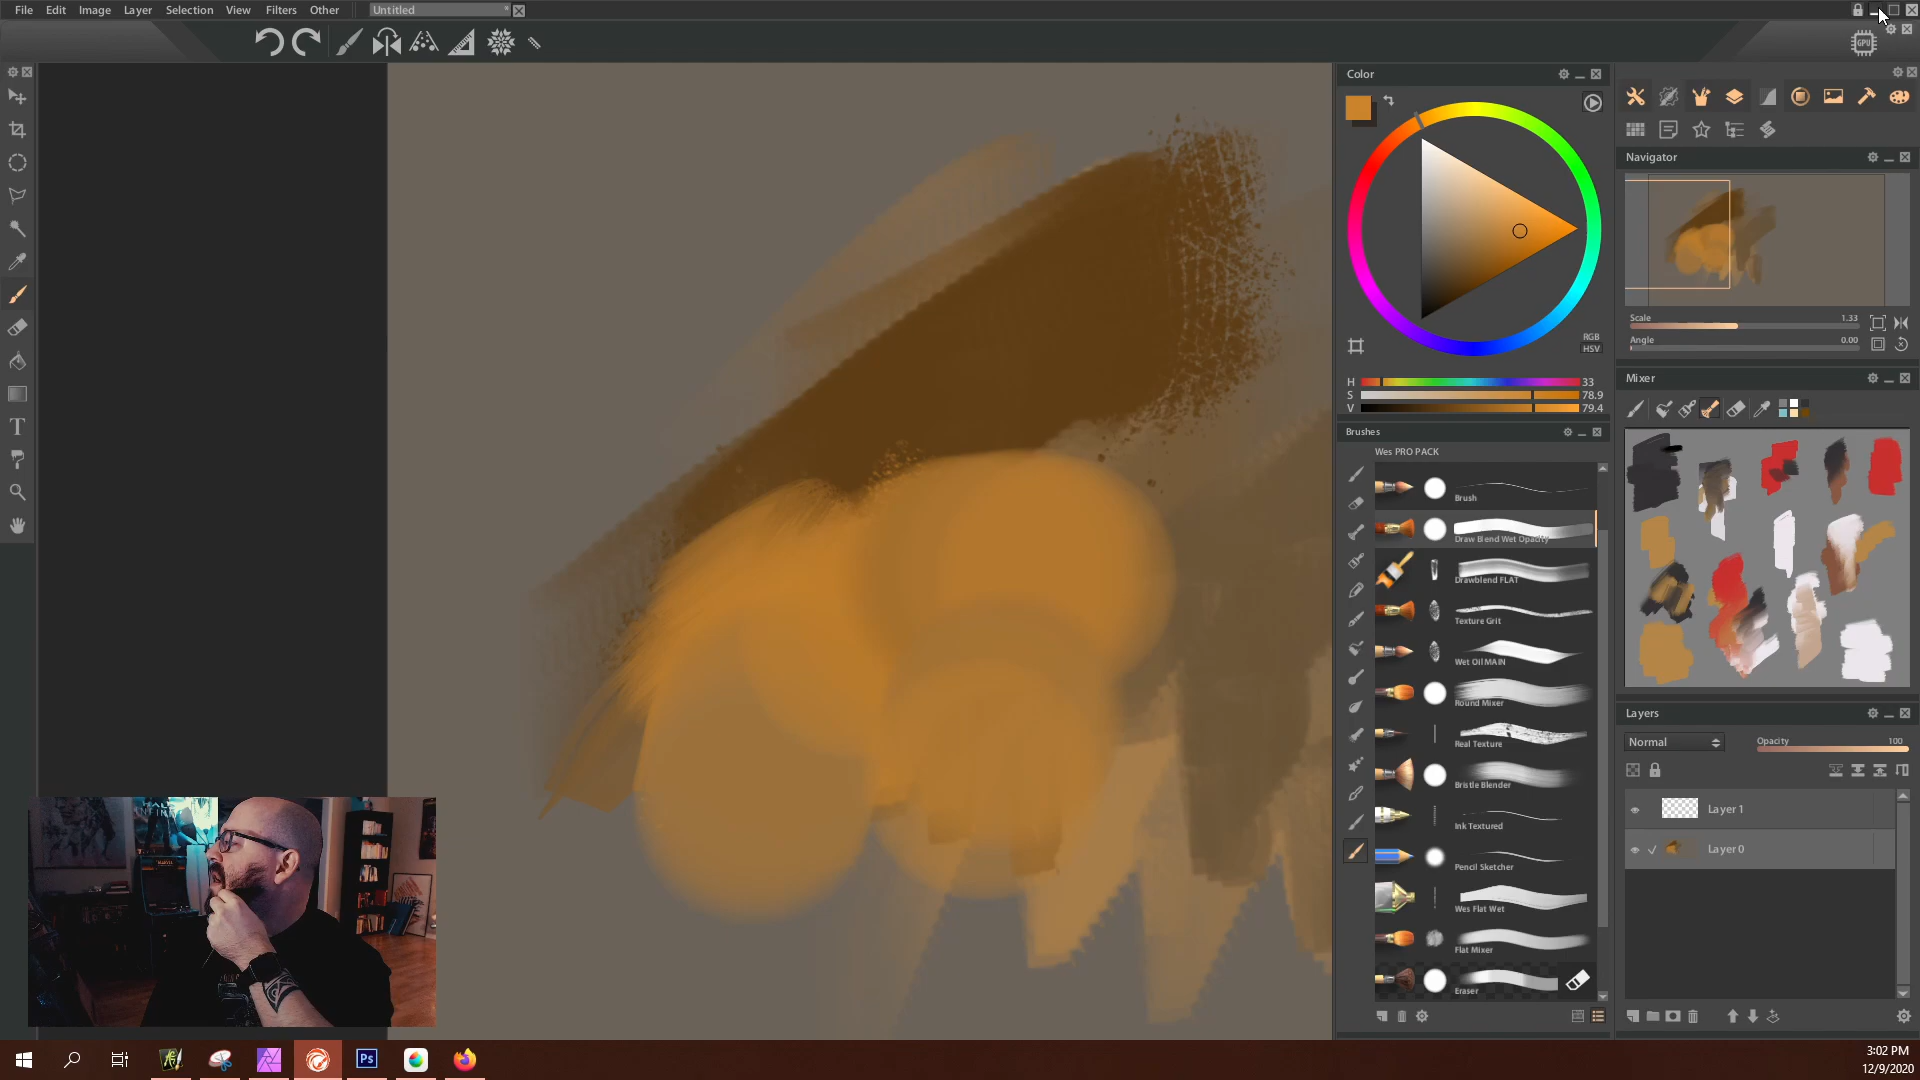 File Edit Image Layer Selection View Filters Other Untitled *
GPU
Color
Navigator
Scale 1.33
Angle 0.00
RGB
HSV
H 33
S 78.9
V 79.4
Mixer
Brushes
Wes PRO PACK
Brush
Draw Blend Wet Opacity
Drawblend FLAT
Texture Grit
Wet Oil MAIN
Round Mixer
Real Texture
Bristle Blender
Ink Textured
Pencil Sketcher
Wes Flat Wet
Flat Mixer
Eraser
Layers
Normal Opacity 100
Layer 1
Layer 0
T
Ps
3:02 PM
12/9/2020